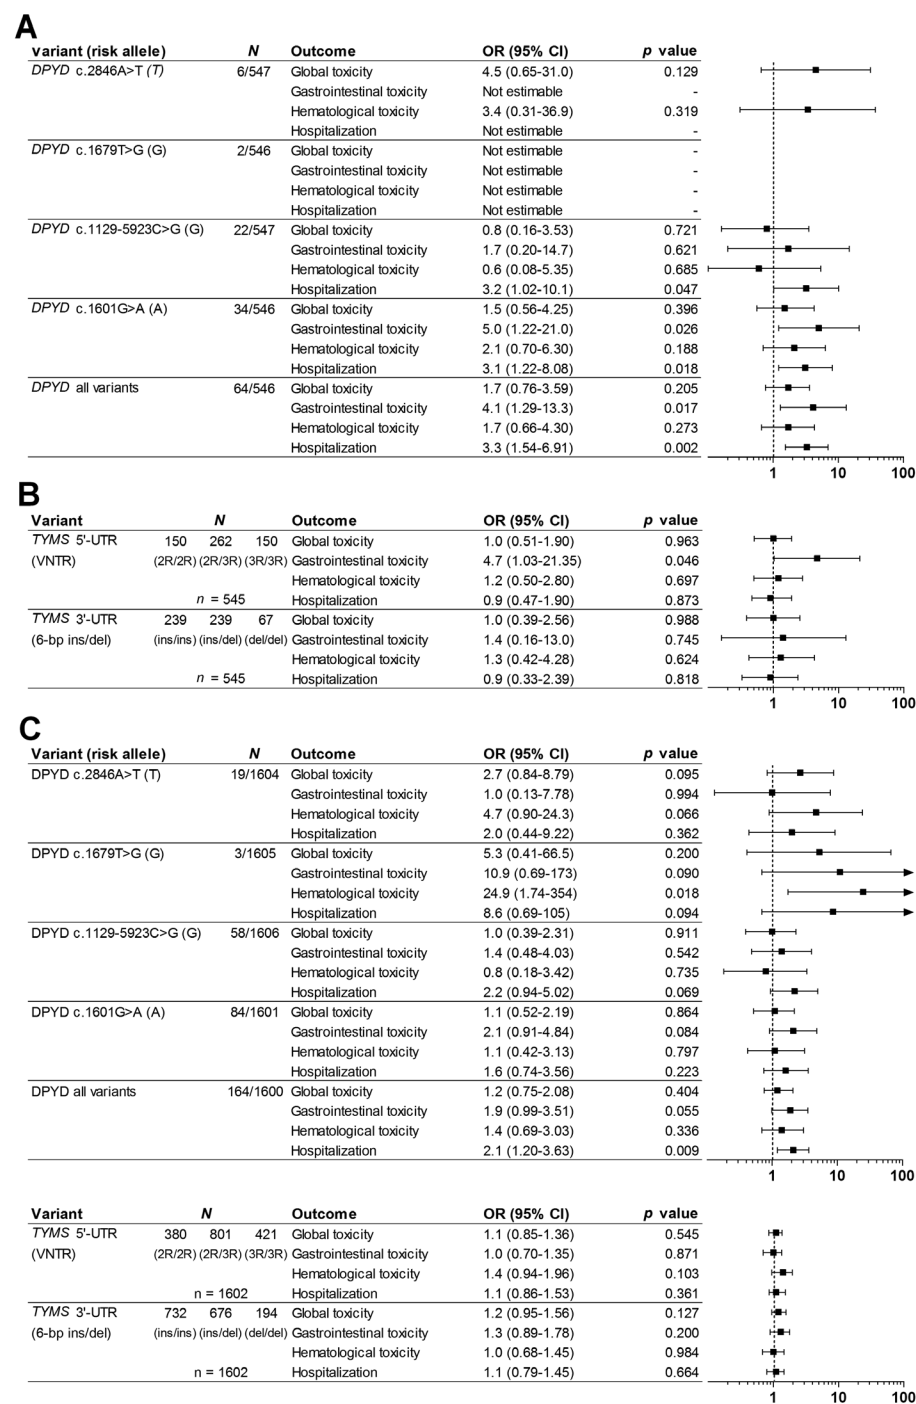 A
variant (risk allele) N Outcome OR (95% CI) p value
DPYD c.2846A>T (T) 6/547 Global toxicity 4.5 (0.65-31.0) 0.129
Gastrointestinal toxicity Not estimable -
Hematological toxicity 3.4 (0.31-36.9) 0.319
Hospitalization Not estimable -
DPYD c.1679T>G (G) 2/546 Global toxicity Not estimable -
Gastrointestinal toxicity Not estimable -
Hematological toxicity Not estimable -
Hospitalization Not estimable -
DPYD c.1129-5923C>G (G) 22/547 Global toxicity 0.8 (0.16-3.53) 0.721
Gastrointestinal toxicity 1.7 (0.20-14.7) 0.621
Hematological toxicity 0.6 (0.08-5.35) 0.685
Hospitalization 3.2 (1.02-10.1) 0.047
DPYD c.1601G>A (A) 34/546 Global toxicity 1.5 (0.56-4.25) 0.396
Gastrointestinal toxicity 5.0 (1.22-21.0) 0.026
Hematological toxicity 2.1 (0.70-6.30) 0.188
Hospitalization 3.1 (1.22-8.08) 0.018
DPYD all variants 64/546 Global toxicity 1.7 (0.76-3.59) 0.205
Gastrointestinal toxicity 4.1 (1.29-13.3) 0.017
Hematological toxicity 1.7 (0.66-4.30) 0.273
Hospitalization 3.3 (1.54-6.91) 0.002
1 10 100
B
Variant N Outcome OR (95% CI) p value
TYMS 5'-UTR 150 262 150 Global toxicity 1.0 (0.51-1.90) 0.963
(VNTR) (2R/2R) (2R/3R) (3R/3R) Gastrointestinal toxicity 4.7 (1.03-21.35) 0.046
Hematological toxicity 1.2 (0.50-2.80) 0.697
n = 545 Hospitalization 0.9 (0.47-1.90) 0.873
TYMS 3'-UTR 239 239 67 Global toxicity 1.0 (0.39-2.56) 0.988
(6-bp ins/del) (ins/ins) (ins/del) (del/del) Gastrointestinal toxicity 1.4 (0.16-13.0) 0.745
Hematological toxicity 1.3 (0.42-4.28) 0.624
n = 545 Hospitalization 0.9 (0.33-2.39) 0.818
1 10 100
C
Variant (risk allele) N Outcome OR (95% CI) p value
DPYD c.2846A>T (T) 19/1604 Global toxicity 2.7 (0.84-8.79) 0.095
Gastrointestinal toxicity 1.0 (0.13-7.78) 0.994
Hematological toxicity 4.7 (0.90-24.3) 0.066
Hospitalization 2.0 (0.44-9.22) 0.362
DPYD c.1679T>G (G) 3/1605 Global toxicity 5.3 (0.41-66.5) 0.200
Gastrointestinal toxicity 10.9 (0.69-173) 0.090
Hematological toxicity 24.9 (1.74-354) 0.018
Hospitalization 8.6 (0.69-105) 0.094
DPYD c.1129-5923C>G (G) 58/1606 Global toxicity 1.0 (0.39-2.31) 0.911
Gastrointestinal toxicity 1.4 (0.48-4.03) 0.542
Hematological toxicity 0.8 (0.18-3.42) 0.735
Hospitalization 2.2 (0.94-5.02) 0.069
DPYD c.1601G>A (A) 84/1601 Global toxicity 1.1 (0.52-2.19) 0.864
Gastrointestinal toxicity 2.1 (0.91-4.84) 0.084
Hematological toxicity 1.1 (0.42-3.13) 0.797
Hospitalization 1.6 (0.74-3.56) 0.223
DPYD all variants 164/1600 Global toxicity 1.2 (0.75-2.08) 0.404
Gastrointestinal toxicity 1.9 (0.99-3.51) 0.055
Hematological toxicity 1.4 (0.69-3.03) 0.336
Hospitalization 2.1 (1.20-3.63) 0.009
1 10 100
Variant N Outcome OR (95% CI) p value
TYMS 5'-UTR 380 801 421 Global toxicity 1.1 (0.85-1.36) 0.545
(VNTR) (2R/2R) (2R/3R) (3R/3R) Gastrointestinal toxicity 1.0 (0.70-1.35) 0.871
Hematological toxicity 1.4 (0.94-1.96) 0.103
n = 1602 Hospitalization 1.1 (0.86-1.53) 0.361
TYMS 3'-UTR 732 676 194 Global toxicity 1.2 (0.95-1.56) 0.127
(6-bp ins/del) (ins/ins) (ins/del) (del/del) Gastrointestinal toxicity 1.3 (0.89-1.78) 0.200
Hematological toxicity 1.0 (0.68-1.45) 0.984
n = 1602 Hospitalization 1.1 (0.79-1.45) 0.664
1 10 100